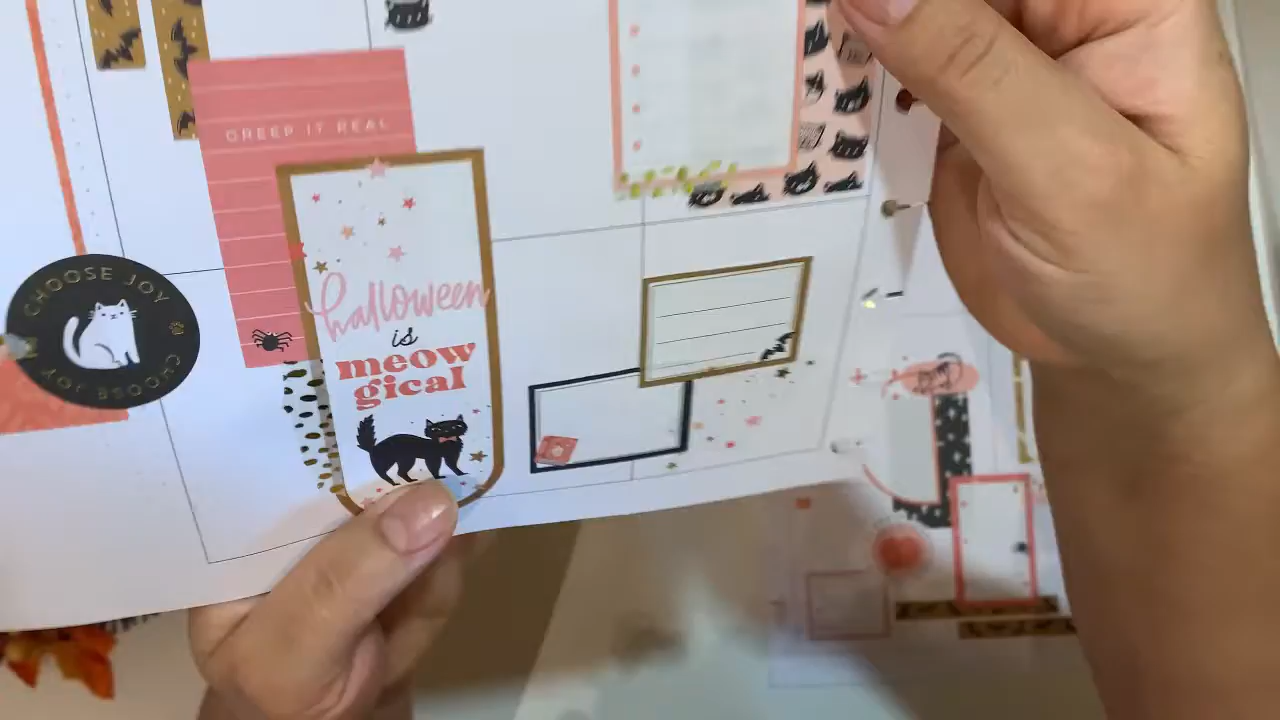 CREEP IT REAL
CHOOSE JOY
CHOOSE JOY
halloween
is
meow
gical